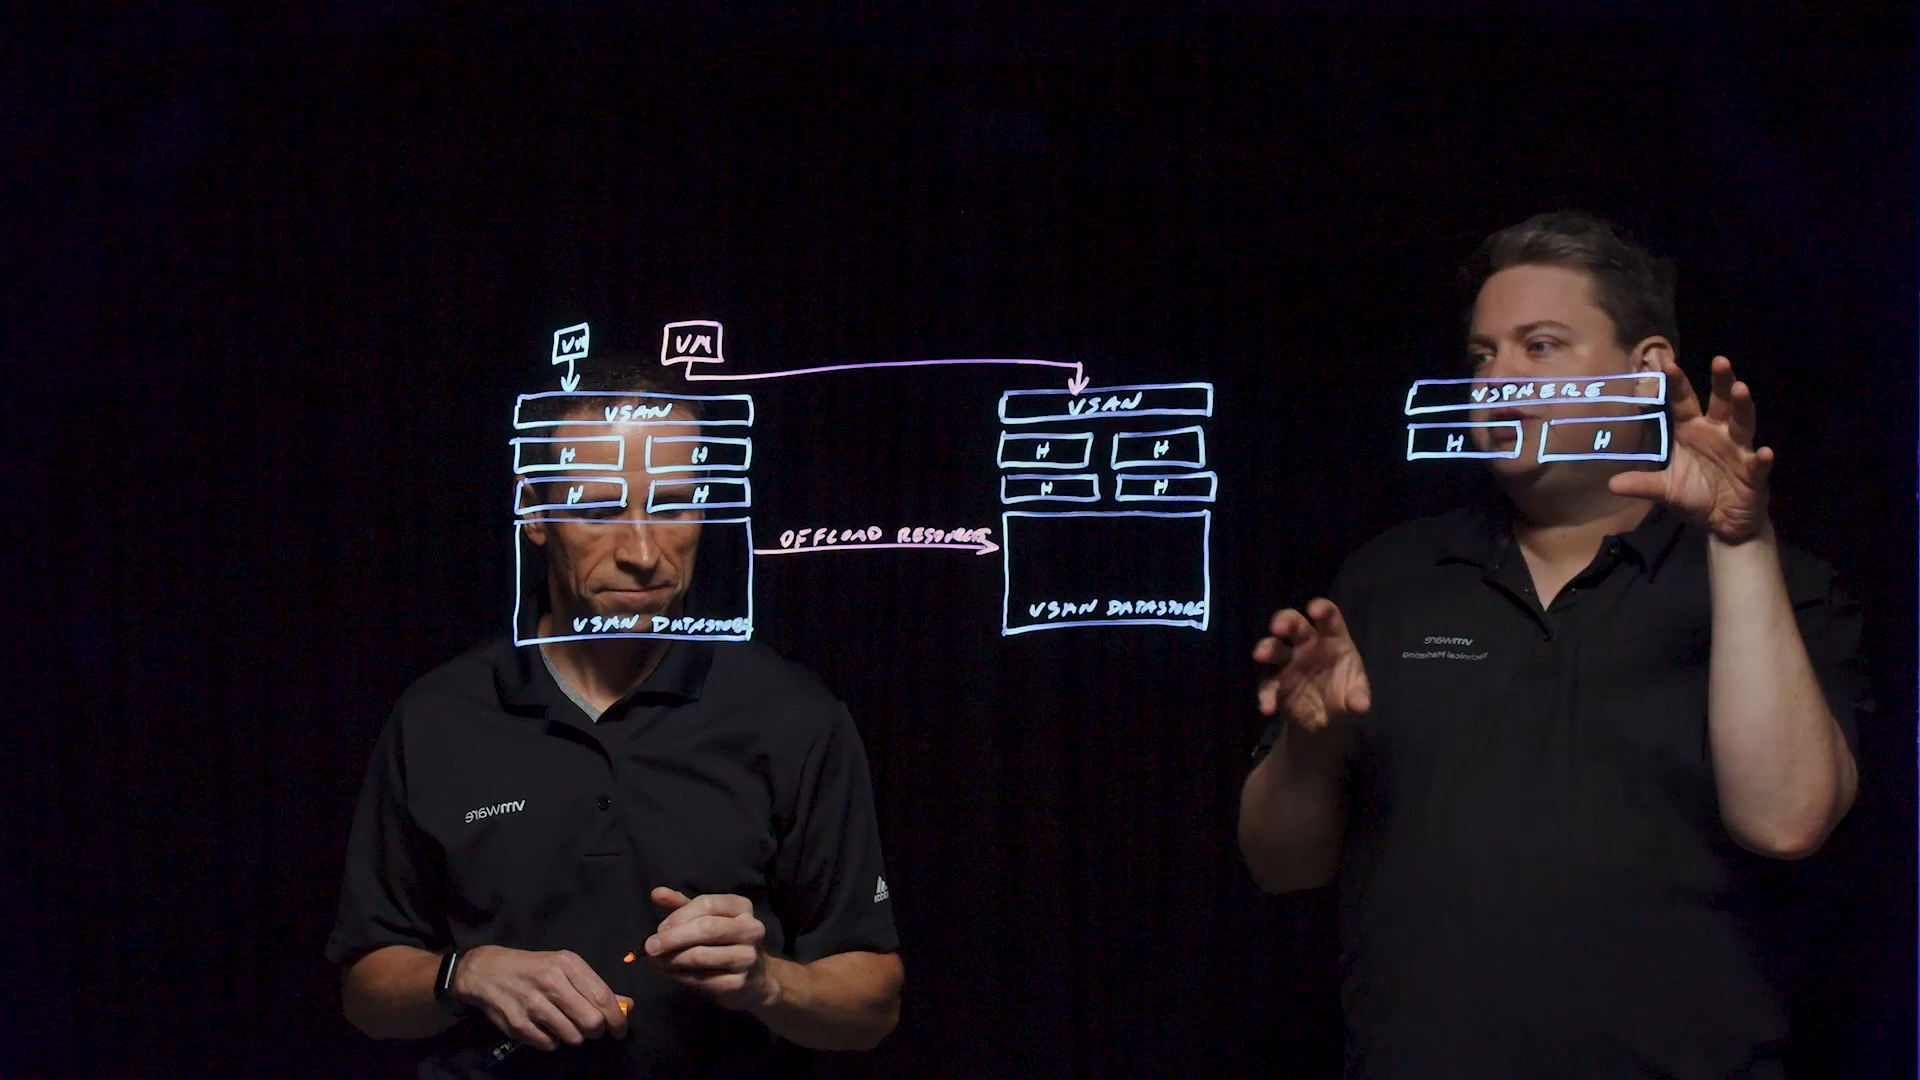 VM
VM
VSAN
H
H
H
H
VSAN DATASTORE
OFFLOAD RESOURCES
VSAN
H
H
H
H
VSAN DATASTORE
VSPHERE
H
H
vmware
vmware
Technical Marketing